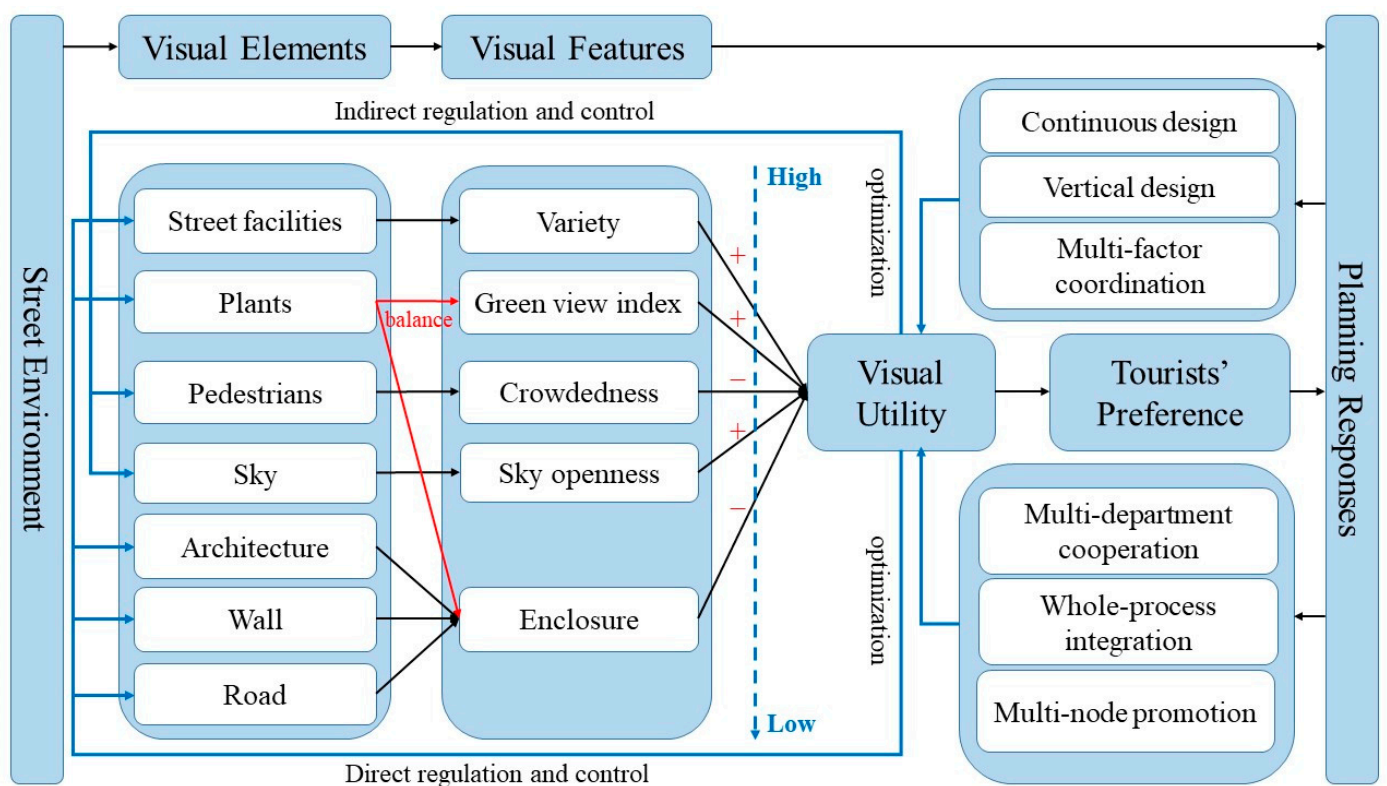 Visual Elements
Visual Features
Street Environment
Indirect regulation and control
Street facilities
Plants
Pedestrians
Sky
Architecture
Wall
Road
balance
Variety
Green view index
Crowdedness
Sky openness
Enclosure
+
+
−
+
−
High
Low
optimization
optimization
Visual
Utility
Tourists’
Preference
Continuous design
Vertical design
Multi-factor
coordination
Multi-department
cooperation
Whole-process
integration
Multi-node promotion
Planning Responses
Direct regulation and control